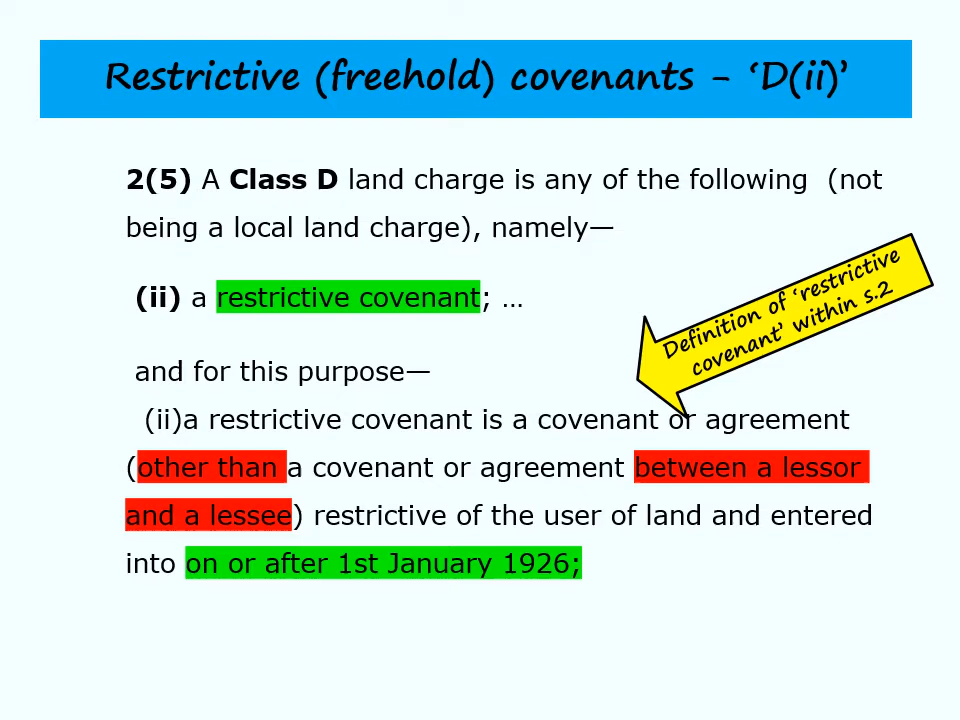 Restrictive (freehold) covenants – ‘D(ii)’
2(5) A Class D land charge is any of the following  (not
being a local land charge), namely—
(ii) a restrictive covenant; …
Definition of ‘restrictive
covenant’ within s.2
and for this purpose—
(ii)a restrictive covenant is a covenant or agreement
(other than a covenant or agreement between a lessor
and a lessee) restrictive of the user of land and entered
into on or after 1st January 1926;